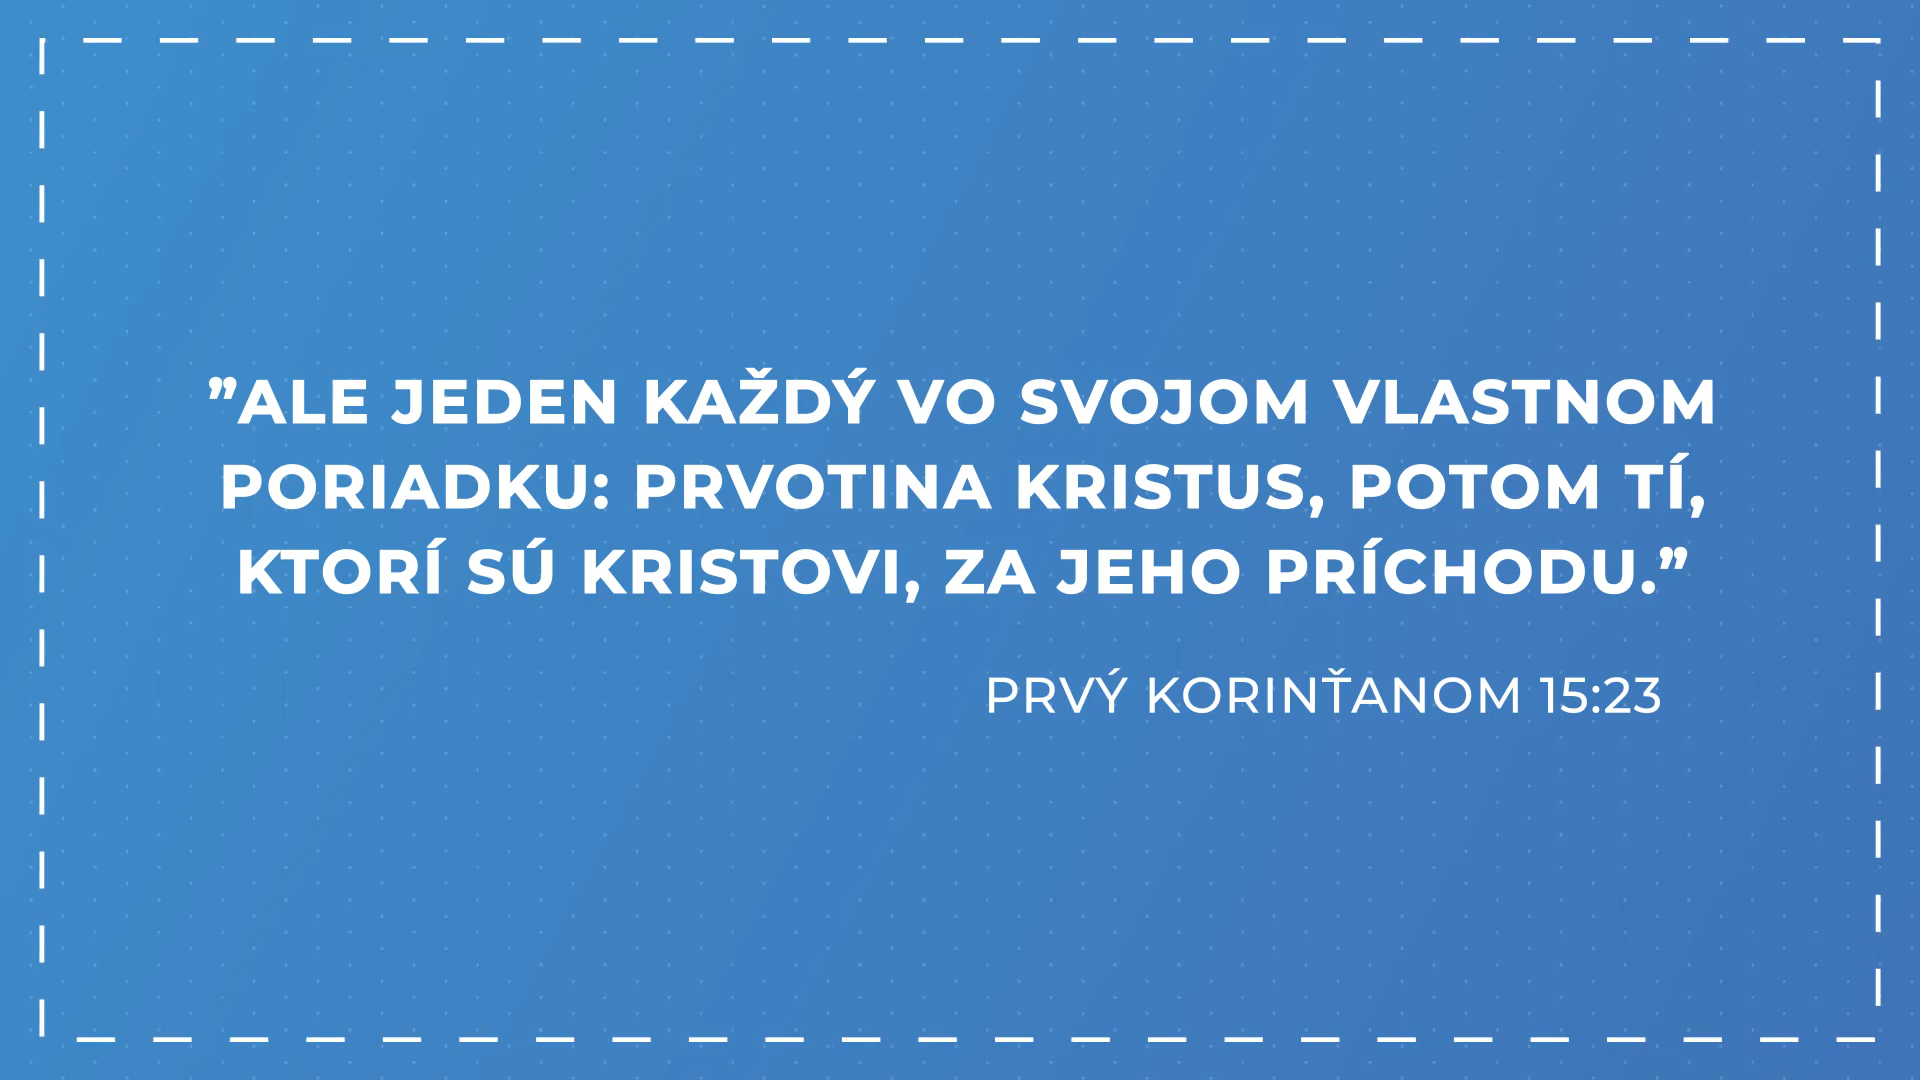 ”ALE JEDEN KAŽDÝ VO SVOJOM VLASTNOM
PORIADKU: PRVOTINA KRISTUS, POTOM TÍ,
KTORÍ SÚ KRISTOVI, ZA JEHO PRÍCHODU.”
PRVÝ KORINŤANOM 15:23